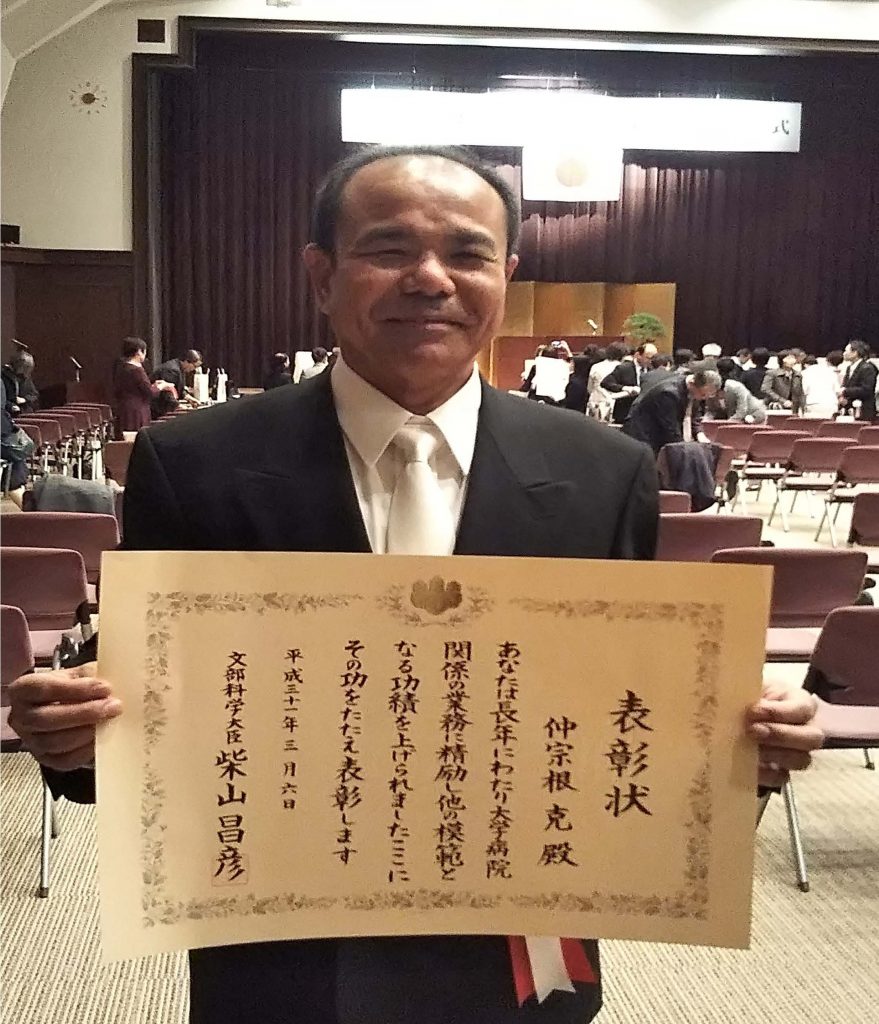 式
表彰状
仲宗根 克 殿
あなたは長年にわたり大学病院
関係の業務に精励し他の模範と
なる功績を上げられましたここに
その功をたたえ表彰します
平成三十一年三月六日
文部科学大臣 柴山昌彦